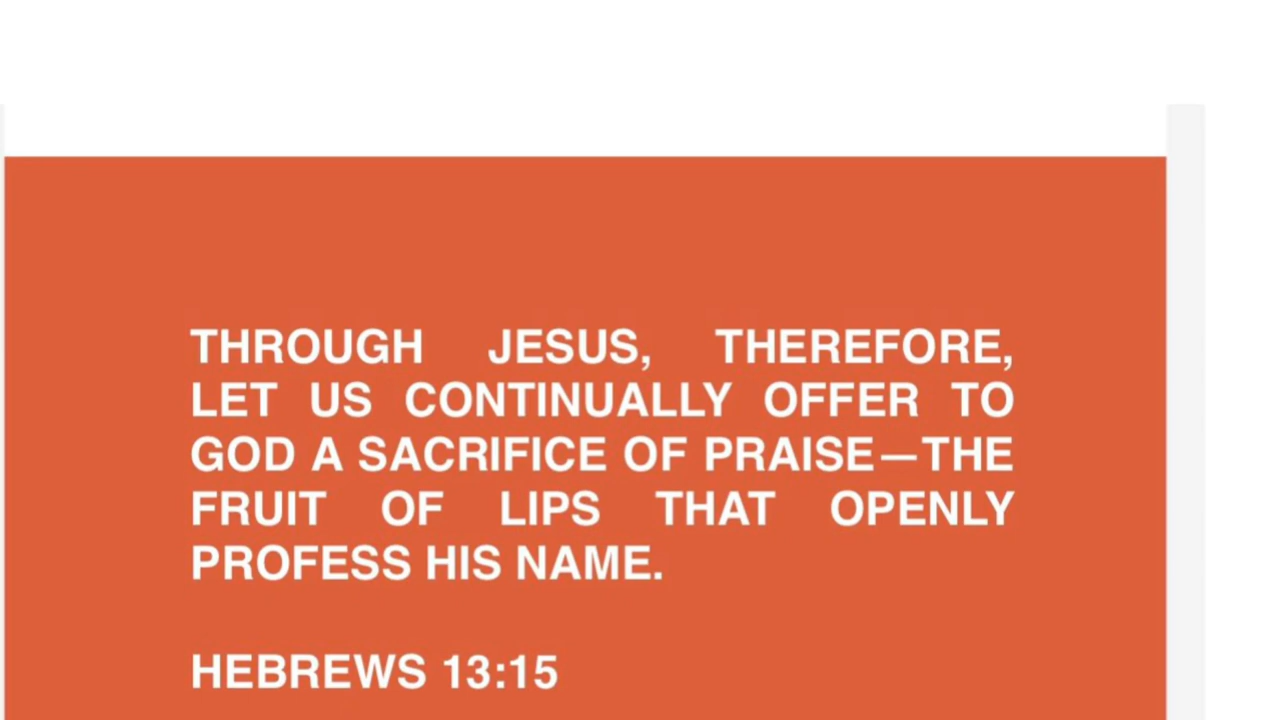 THROUGH JESUS, THEREFORE,
LET US CONTINUALLY OFFER TO
GOD A SACRIFICE OF PRAISE—THE
FRUIT OF LIPS THAT OPENLY
PROFESS HIS NAME.
HEBREWS 13:15